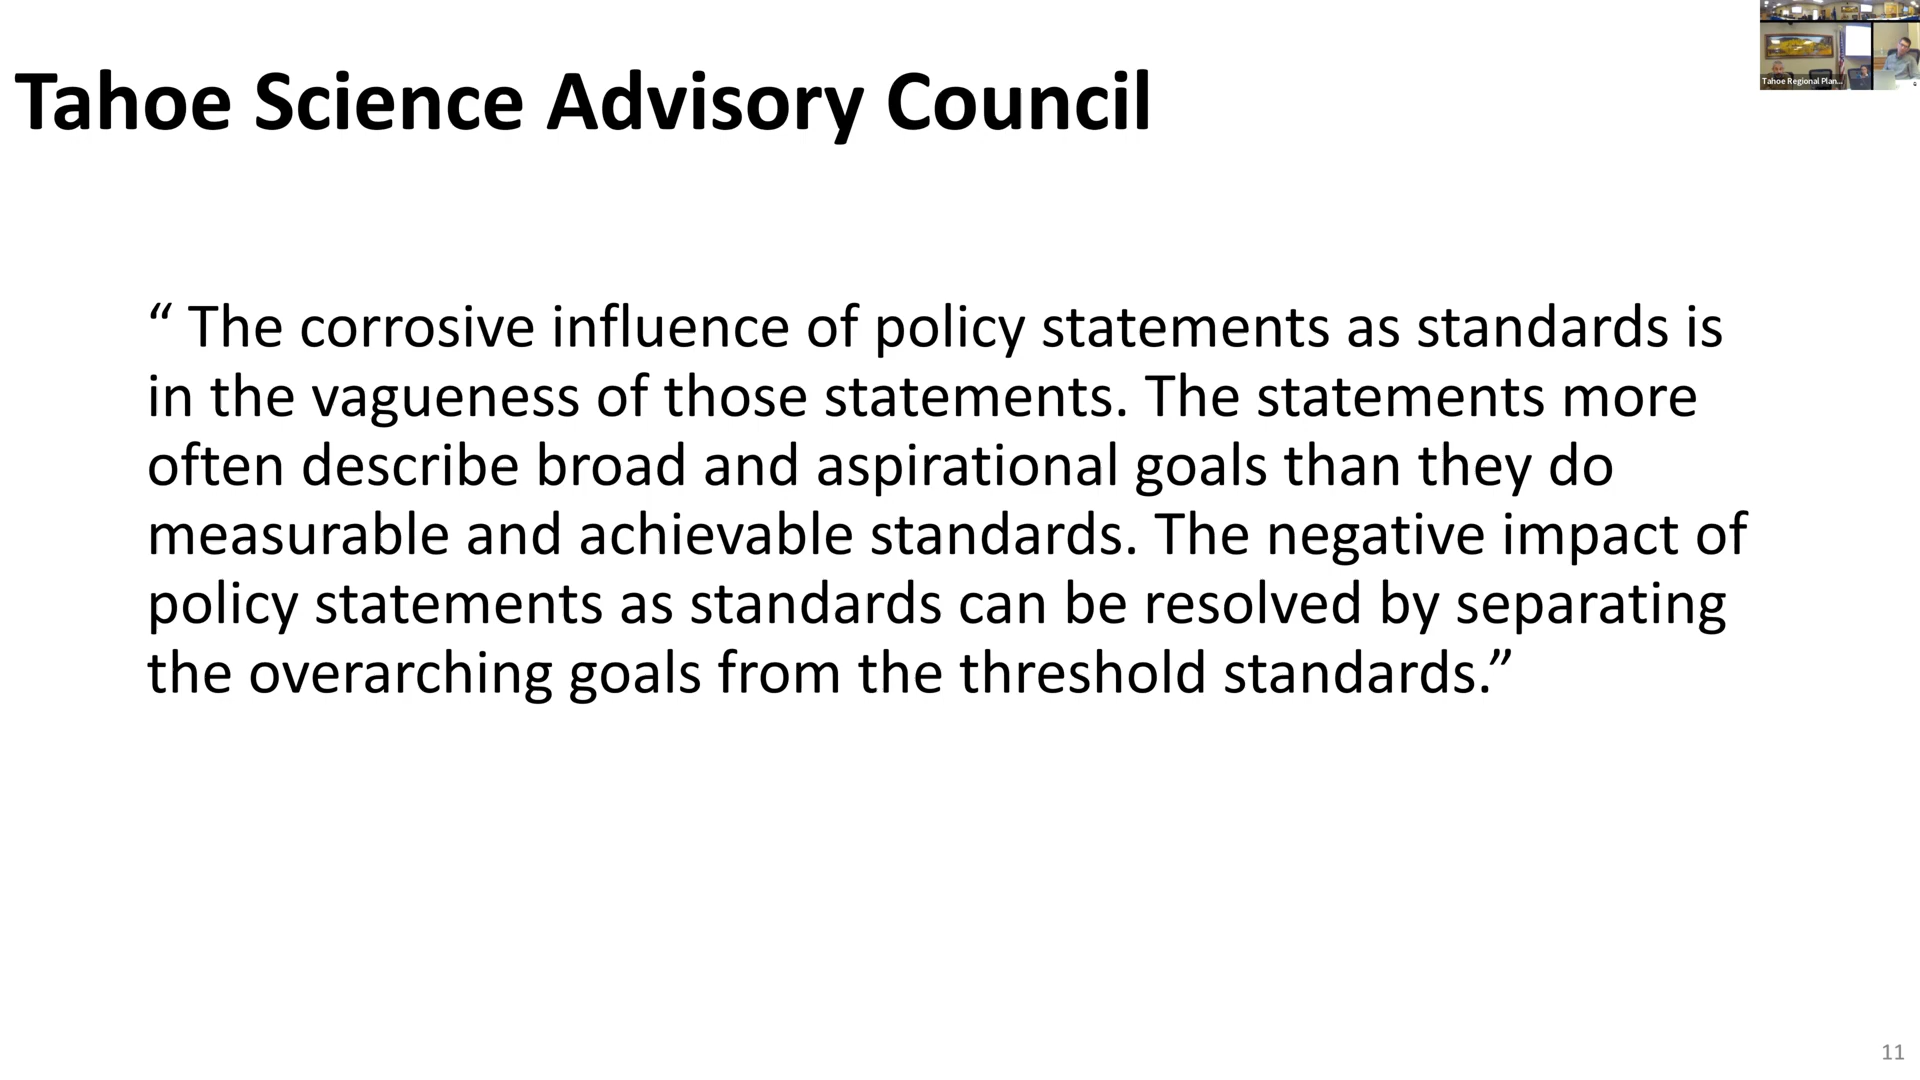 Tahoe Science Advisory Council
Tahoe Regional Plan...
“ The corrosive influence of policy statements as standards is
in the vagueness of those statements. The statements more
often describe broad and aspirational goals than they do
measurable and achievable standards. The negative impact of
policy statements as standards can be resolved by separating
the overarching goals from the threshold standards.”
11